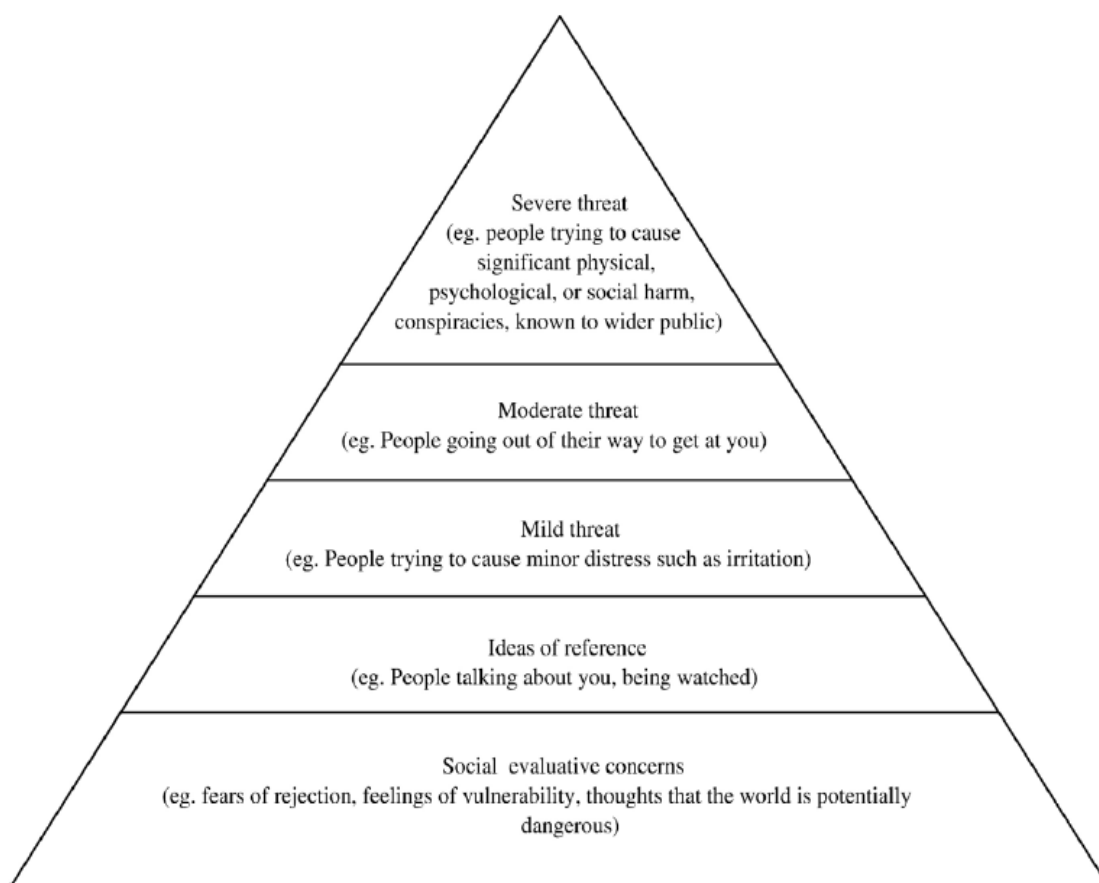 Severe threat
(eg. people trying to cause
significant physical,
psychological, or social harm,
conspiracies, known to wider public)
Moderate threat
(eg. People going out of their way to get at you)
Mild threat
(eg. People trying to cause minor distress such as irritation)
Ideas of reference
(eg. People talking about you, being watched)
Social evaluative concerns
(eg. fears of rejection, feelings of vulnerability, thoughts that the world is potentially
dangerous)